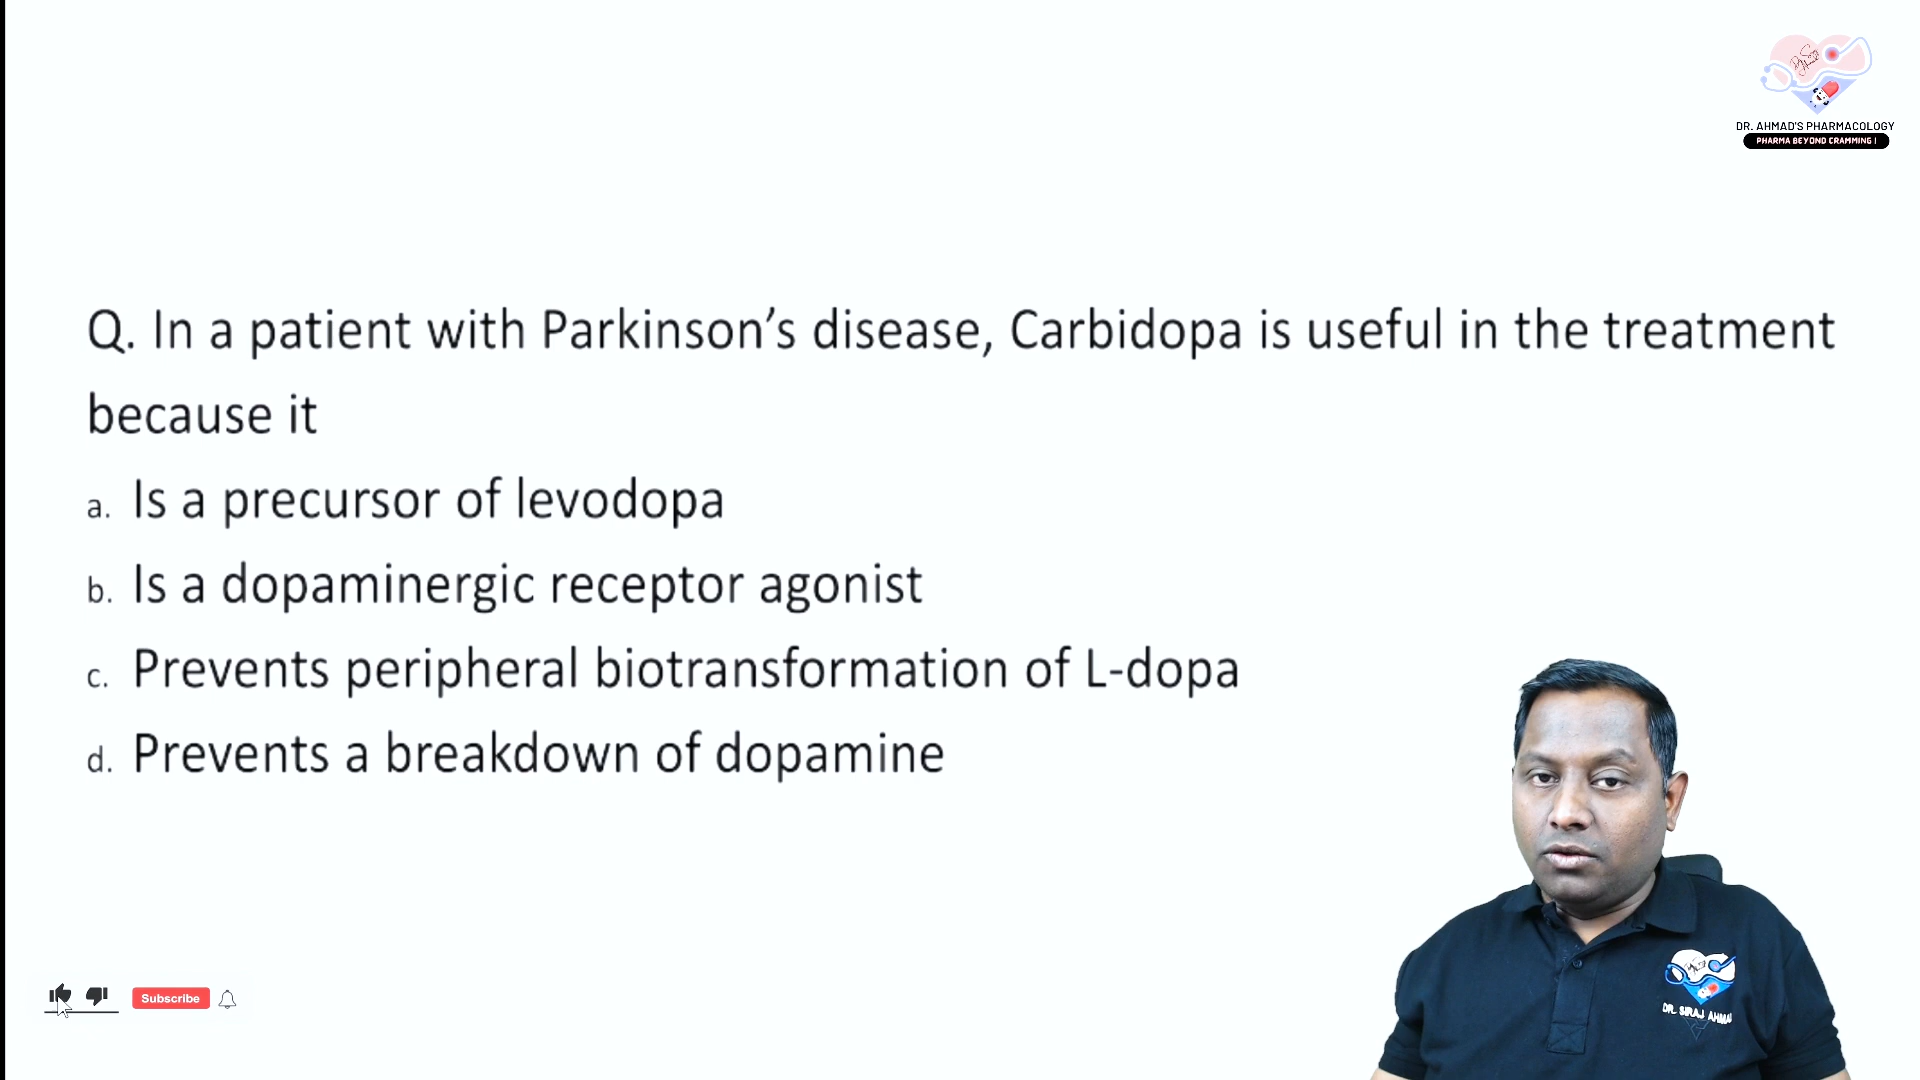 DR. AHMAD'S PHARMACOLOGY
PHARMA BEYOND CRAMMING !
Q. In a patient with Parkinson’s disease, Carbidopa is useful in the treatment
because it
a. Is a precursor of levodopa
b. Is a dopaminergic receptor agonist
c. Prevents peripheral biotransformation of L-dopa
d. Prevents a breakdown of dopamine
Subscribe
DR. SIRAJ AHMAD